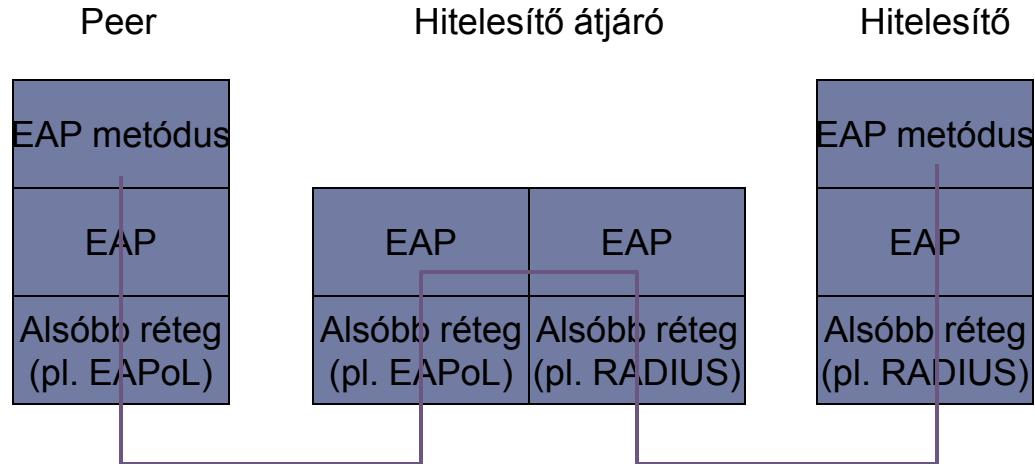 Peer
Hitelesítő átjáró
Hitelesítő
EAP metódus
EAP metódus
EAP
EAP
EAP
EAP
Alsóbb réteg
(pl. EAPoL)
Alsóbb réteg
(pl. EAPoL)
Alsóbb réteg
(pl. RADIUS)
Alsóbb réteg
(pl. RADIUS)